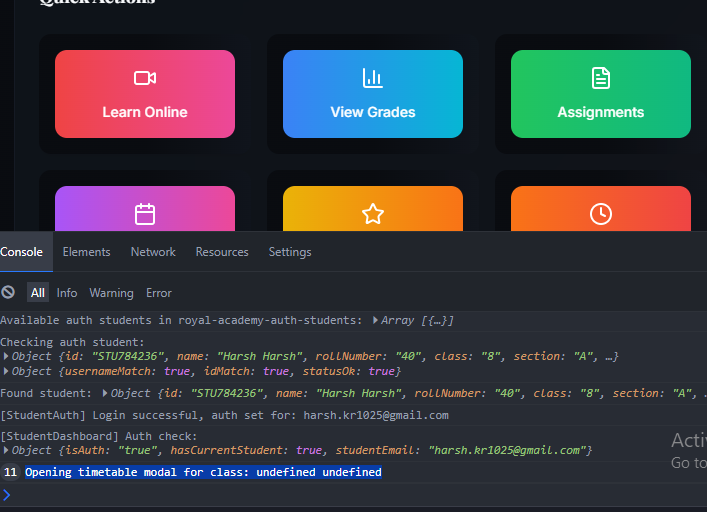 Quick Actions
Learn Online
View Grades
Assignments
Console Elements Network Resources Settings
All Info Warning Error
Available auth students in royal-academy-auth-students: Array [{…}]
Checking auth student:
Object {id: "STU784236", name: "Harsh Harsh", rollNumber: "40", class: "8", section: "A", …}
Object {usernameMatch: true, idMatch: true, statusOk: true}
Found student: Object {id: "STU784236", name: "Harsh Harsh", rollNumber: "40", class: "8", section: "A",
[StudentAuth] Login successful, auth set for: harsh.kr1025@gmail.com
[StudentDashboard] Auth check:
Object {isAuth: "true", hasCurrentStudent: true, studentEmail: "harsh.kr1025@gmail.com"}
11 Opening timetable modal for class: undefined undefined
Acti
Go to